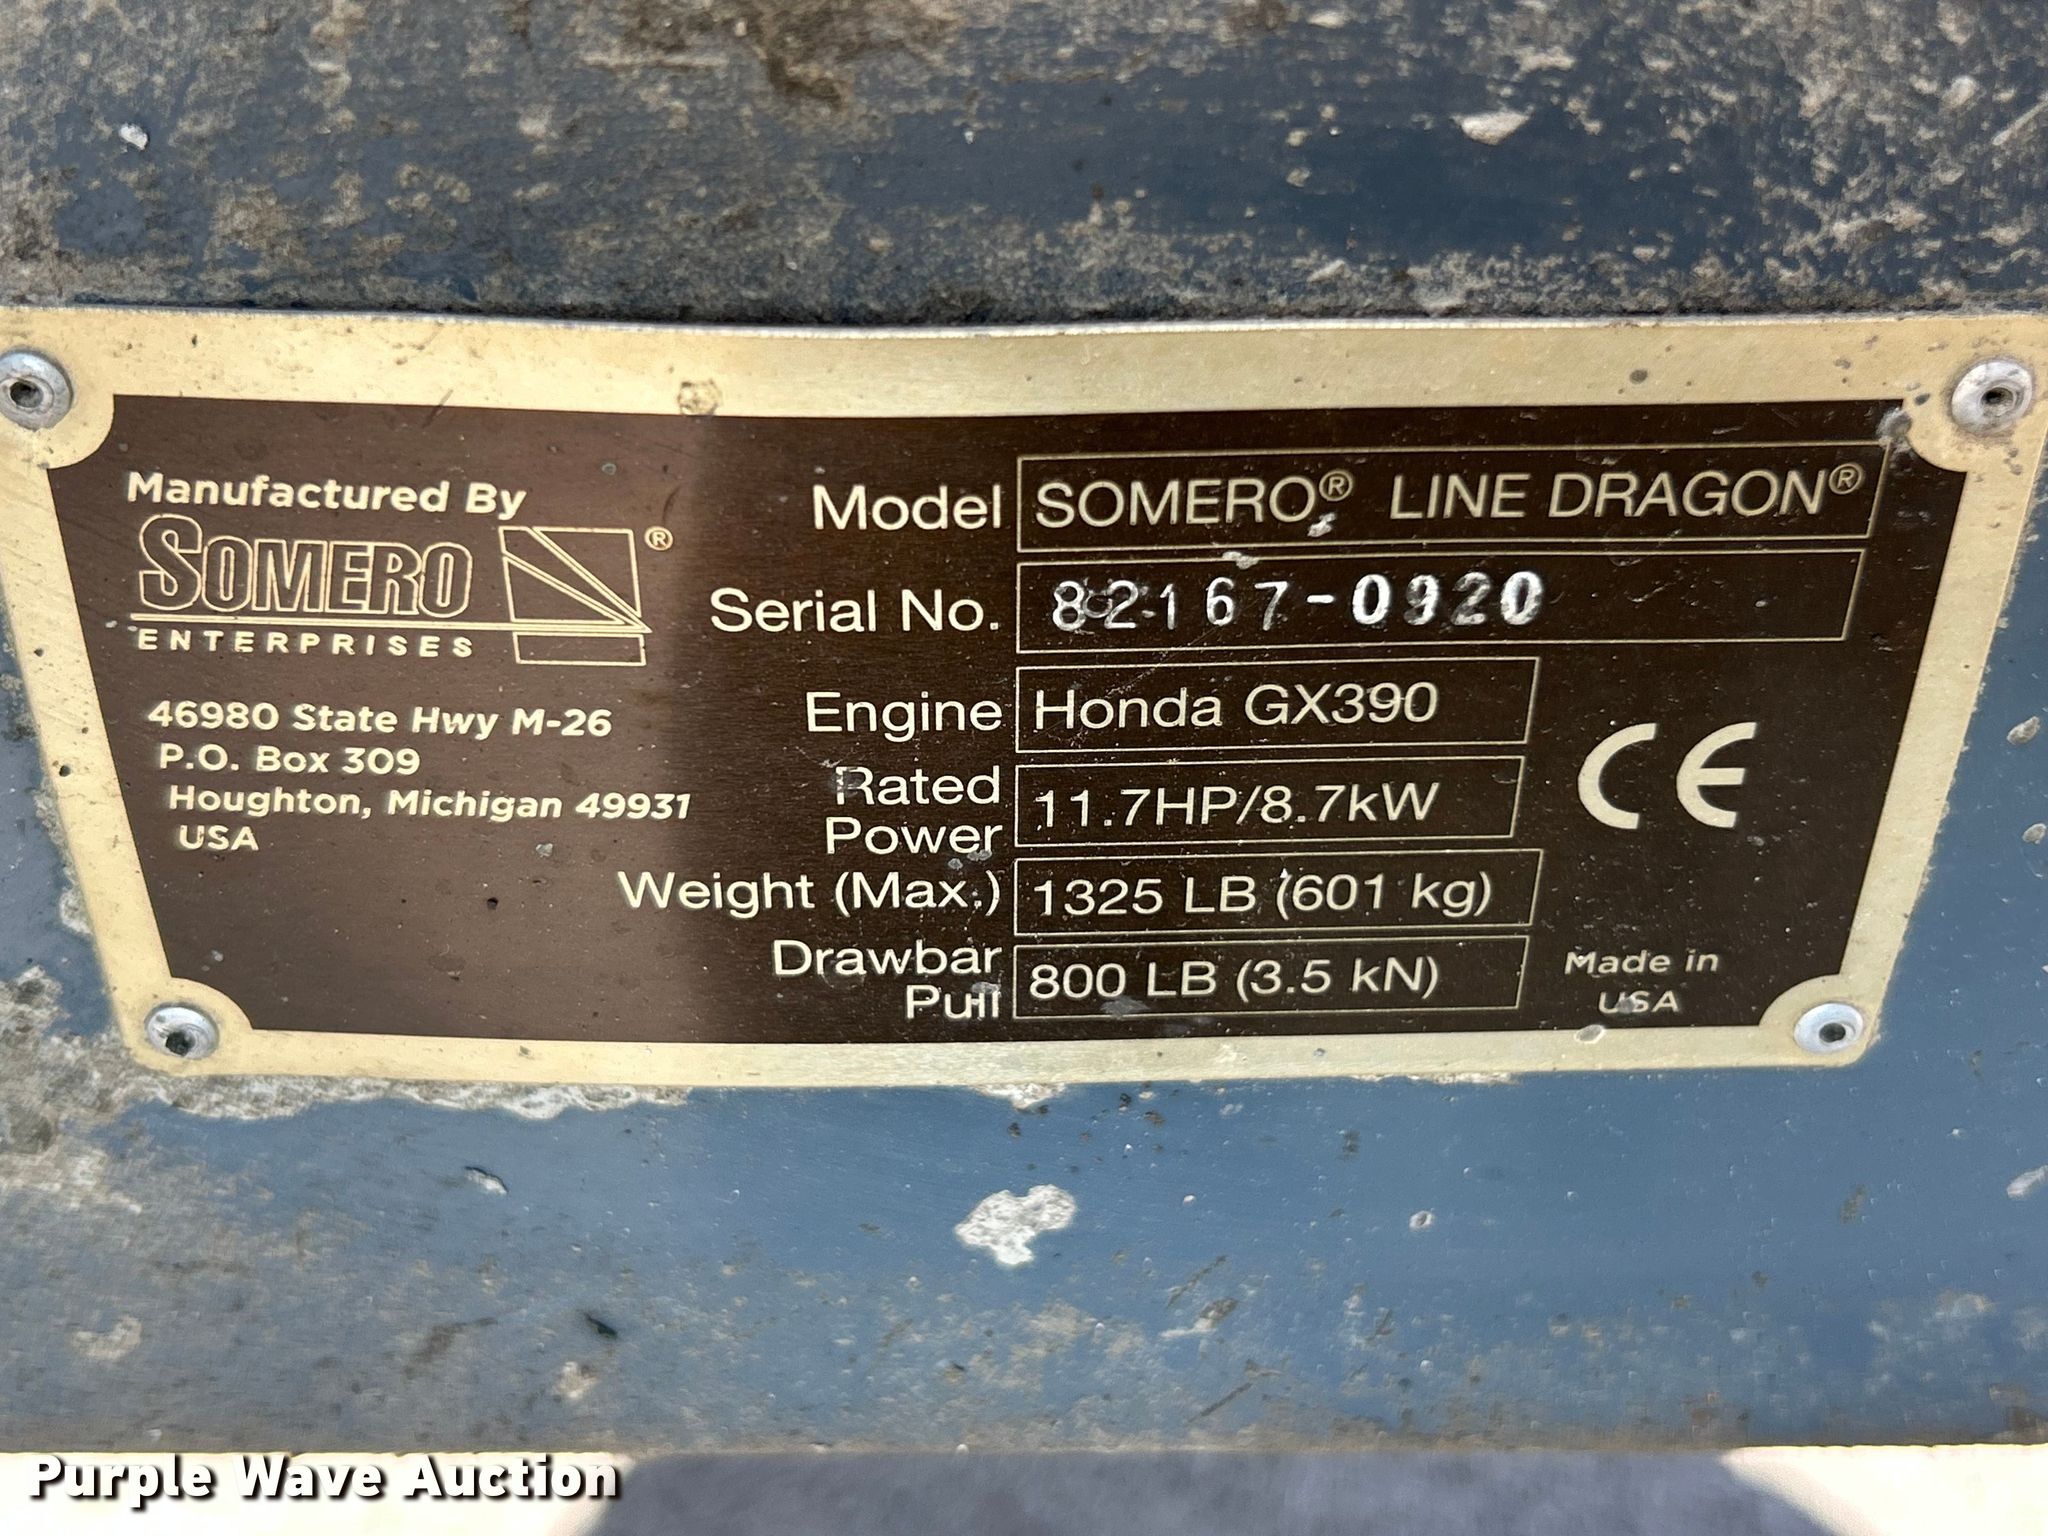 Manufactured By
SOMERO®
ENTERPRISES
46980 State Hwy M-26
P.O. Box 309
Houghton, Michigan 49931
USA
Model SOMERO® LINE DRAGON®
Serial No. 82167-0920
Engine Honda GX390
Rated Power 11.7HP/8.7kW
Weight (Max.) 1325 LB (601 kg)
Drawbar Pull 800 LB (3.5 kN)
CE
Made in
USA
Purple Wave Auction